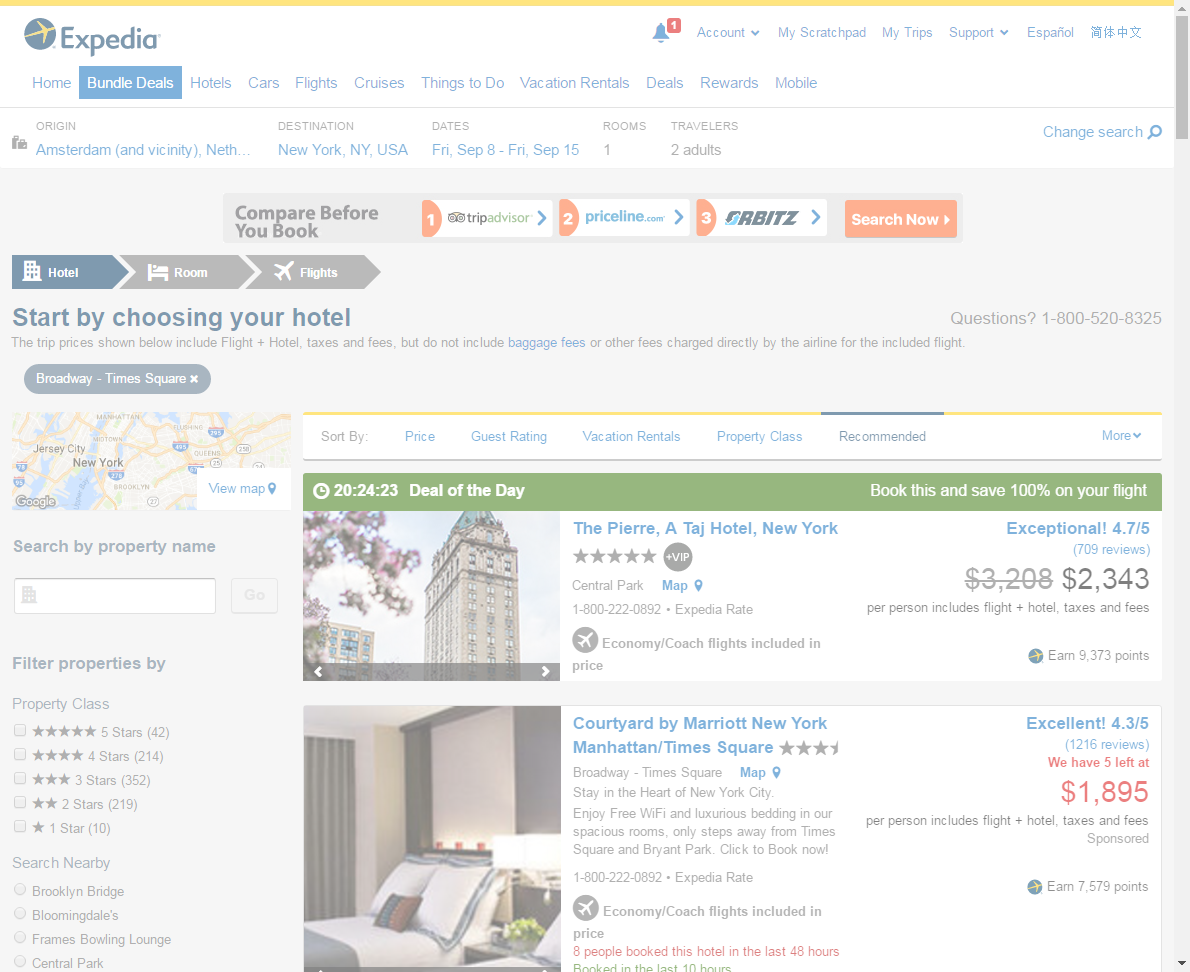 Expedia
1
Account
My Scratchpad
My Trips
Support
Español
简体中文
Home
Bundle Deals
Hotels
Cars
Flights
Cruises
Things to Do
Vacation Rentals
Deals
Rewards
Mobile
ORIGIN
Amsterdam (and vicinity), Neth...
DESTINATION
New York, NY, USA
DATES
Fri, Sep 8 - Fri, Sep 15
ROOMS
1
TRAVELERS
2 adults
Change search
Compare Before
You Book
1 tripadvisor
2 priceline.com
3 ORBITZ
Search Now
Hotel
Room
Flights
Start by choosing your hotel
Questions? 1-800-520-8325
The trip prices shown below include Flight + Hotel, taxes and fees, but do not include baggage fees or other fees charged directly by the airline for the included flight.
Broadway - Times Square ×
MANHATTAN
FLUSHING
Jersey City
MIDTOWN
New York
QUEENS
BROOKLYN
295
495
25D
25
24
78
95
278
67
27
Google
View map
Sort By:
Price
Guest Rating
Vacation Rentals
Property Class
Recommended
More
20:24:23 Deal of the Day
Book this and save 100% on your flight
The Pierre, A Taj Hotel, New York
+VIP
Central Park
Map
1-800-222-0892 • Expedia Rate
Economy/Coach flights included in
price
Exceptional! 4.7/5
(709 reviews)
$3,208 $2,343
per person includes flight + hotel, taxes and fees
Earn 9,373 points
Search by property name
Go
Filter properties by
Property Class
5 Stars (42)
4 Stars (214)
3 Stars (352)
2 Stars (219)
1 Star (10)
Search Nearby
Brooklyn Bridge
Bloomingdale's
Frames Bowling Lounge
Central Park
Courtyard by Marriott New York
Manhattan/Times Square
Broadway - Times Square
Map
Stay in the Heart of New York City.
Enjoy Free WiFi and luxurious bedding in our
spacious rooms, only steps away from Times
Square and Bryant Park. Click to Book now!
1-800-222-0892 • Expedia Rate
Economy/Coach flights included in
price
8 people booked this hotel in the last 48 hours
Booked in the last 10 hours
Excellent! 4.3/5
(1216 reviews)
We have 5 left at
$1,895
per person includes flight + hotel, taxes and fees
Sponsored
Earn 7,579 points